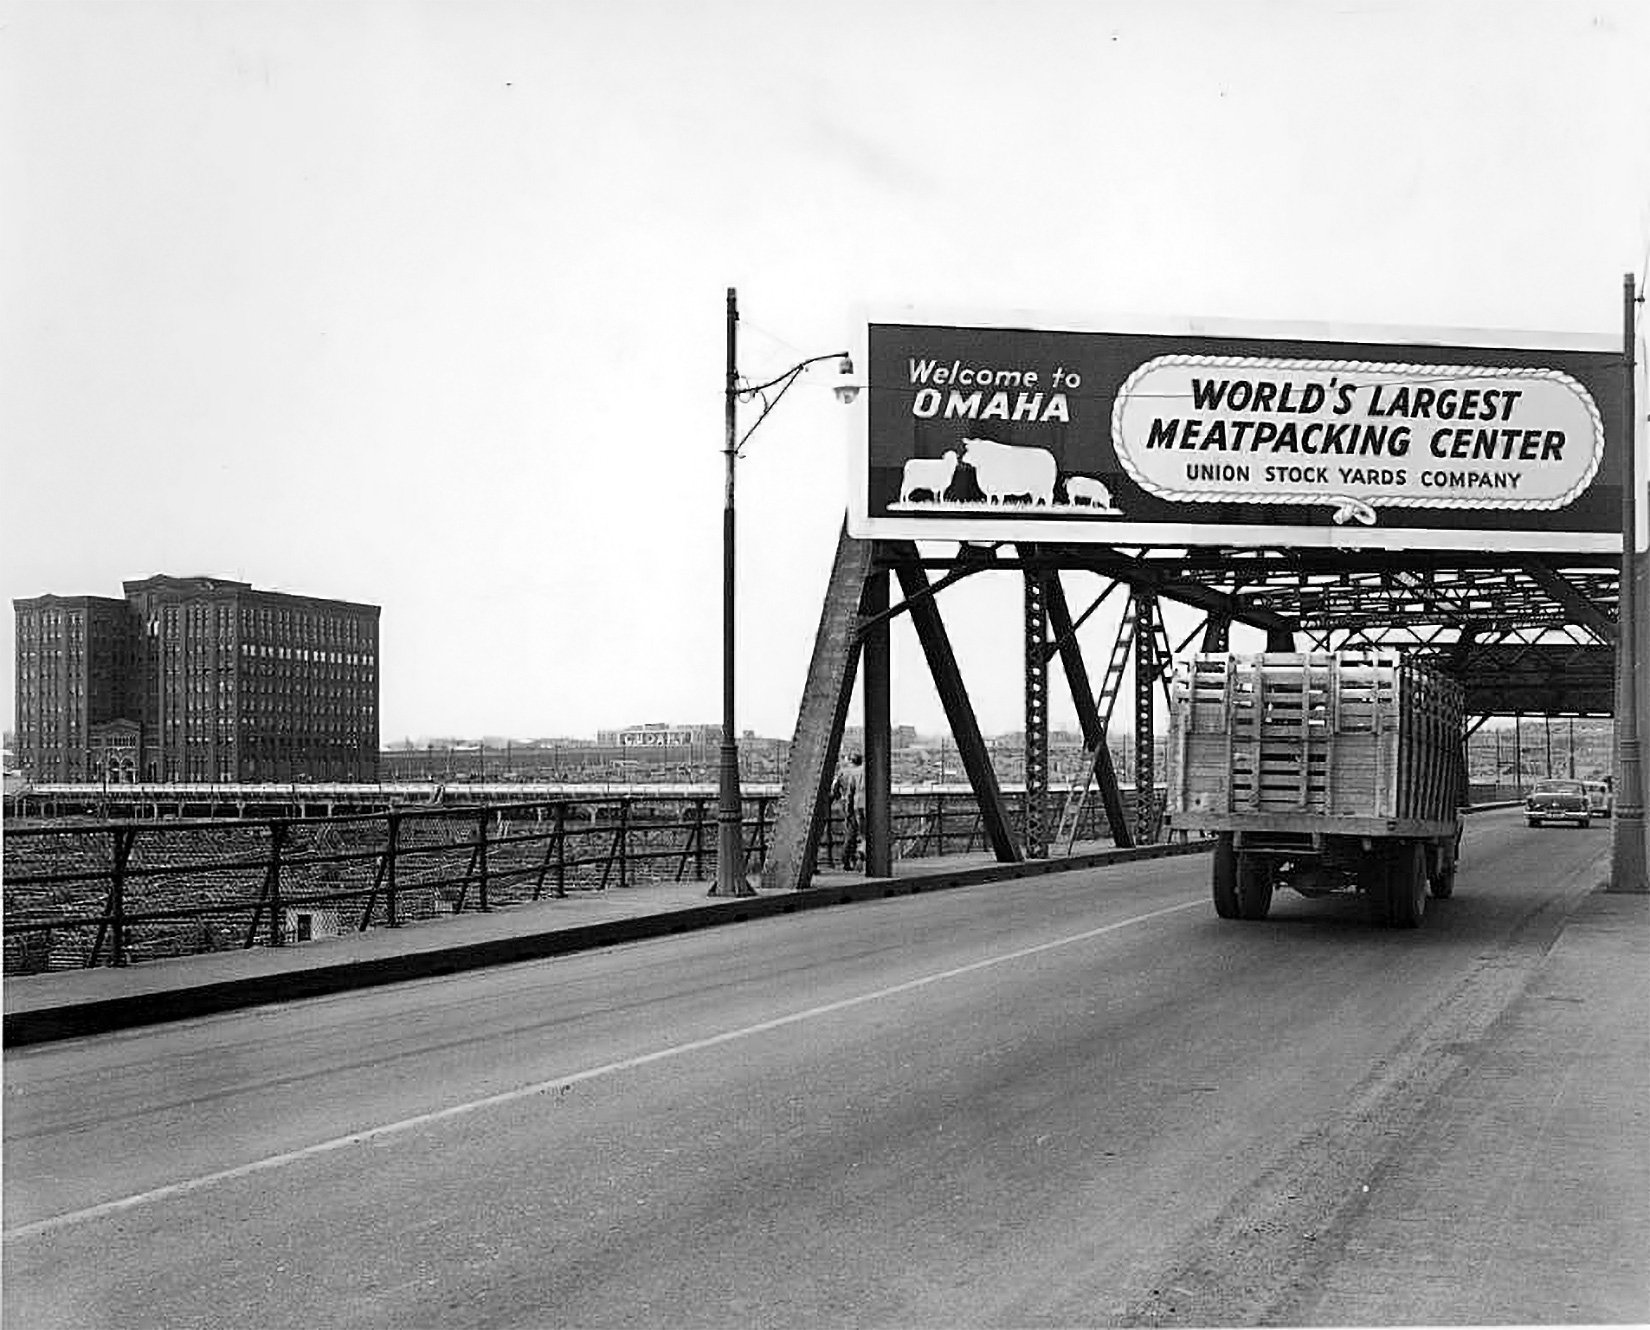 Welcome to
OMAHA
WORLD'S LARGEST
MEATPACKING CENTER
UNION STOCK YARDS COMPANY
CUDAHY